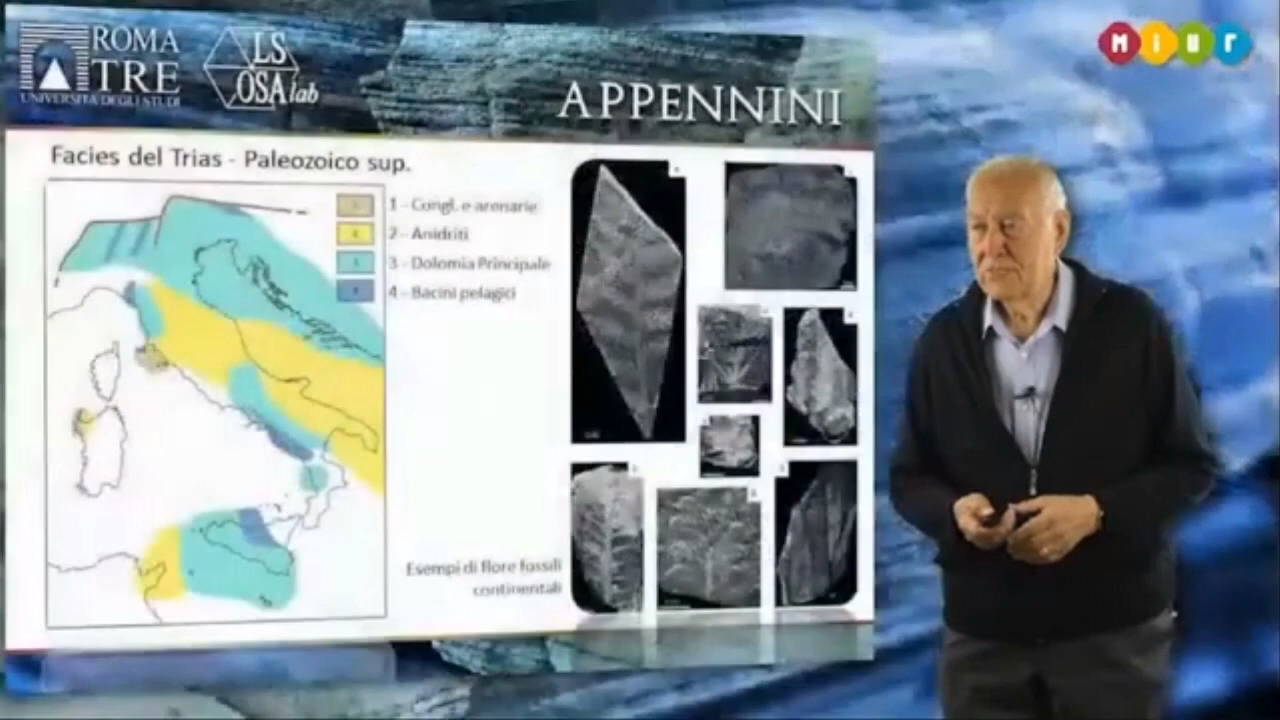 ROMA
TRE
UNIVERSITÀ DEGLI STUDI
LS
OSA lab
APPENNINI
MIUR
Facies del Trias - Paleozoico sup.
1 - Congl. e arenarie
2 - Anidriti
3 - Dolomia Principale
4 - Bacini pelagici
Esempi di flore fossili
continentali